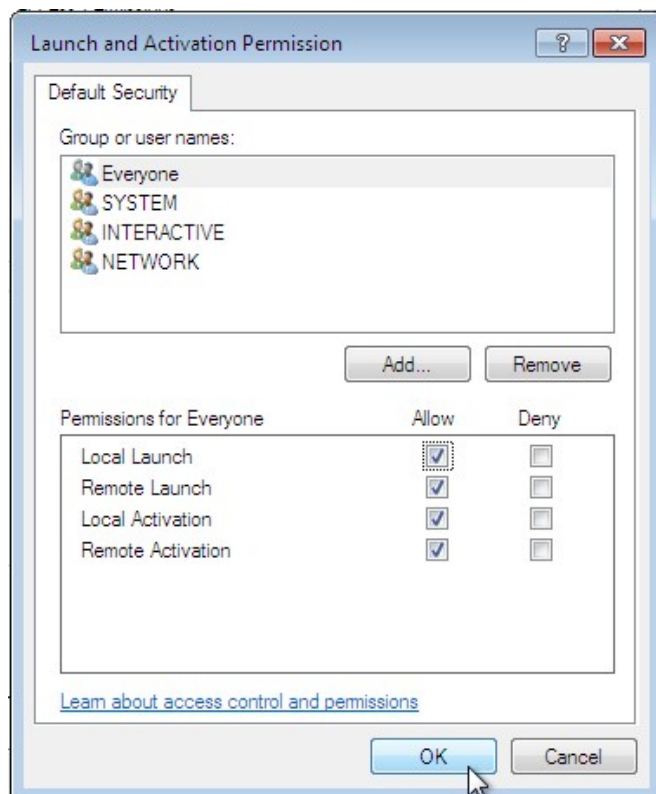 Launch and Activation Permission
Default Security
Group or user names:
Everyone
SYSTEM
INTERACTIVE
NETWORK
Add...
Remove
Permissions for Everyone Allow Deny
Local Launch
Remote Launch
Local Activation
Remote Activation
Learn about access control and permissions
OK
Cancel